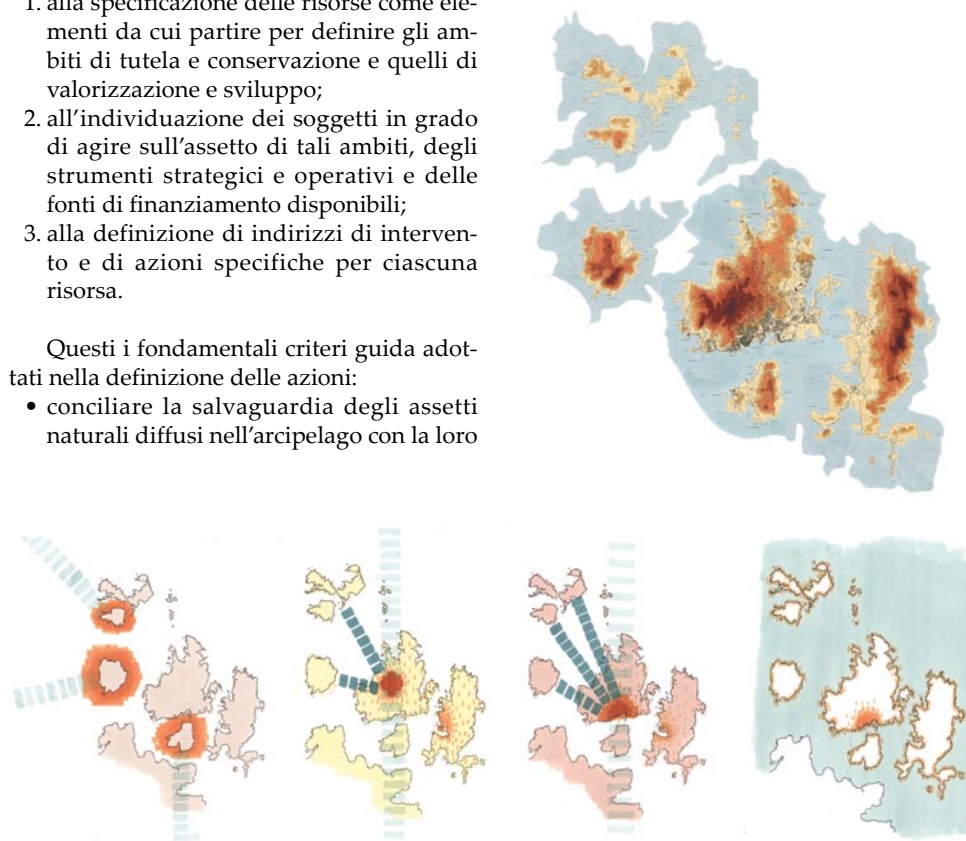 1. alla specificazione delle risorse come ele-
menti da cui partire per definire gli am-
biti di tutela e conservazione e quelli di
valorizzazione e sviluppo;
2. all'individuazione dei soggetti in grado
di agire sull'assetto di tali ambiti, degli
strumenti strategici e operativi e delle
fonti di finanziamento disponibili;
3. alla definizione di indirizzi di interven-
to e di azioni specifiche per ciascuna
risorsa.
Questi i fondamentali criteri guida adot-
tati nella definizione delle azioni:
• conciliare la salvaguardia degli assetti
naturali diffusi nell'arcipelago con la loro